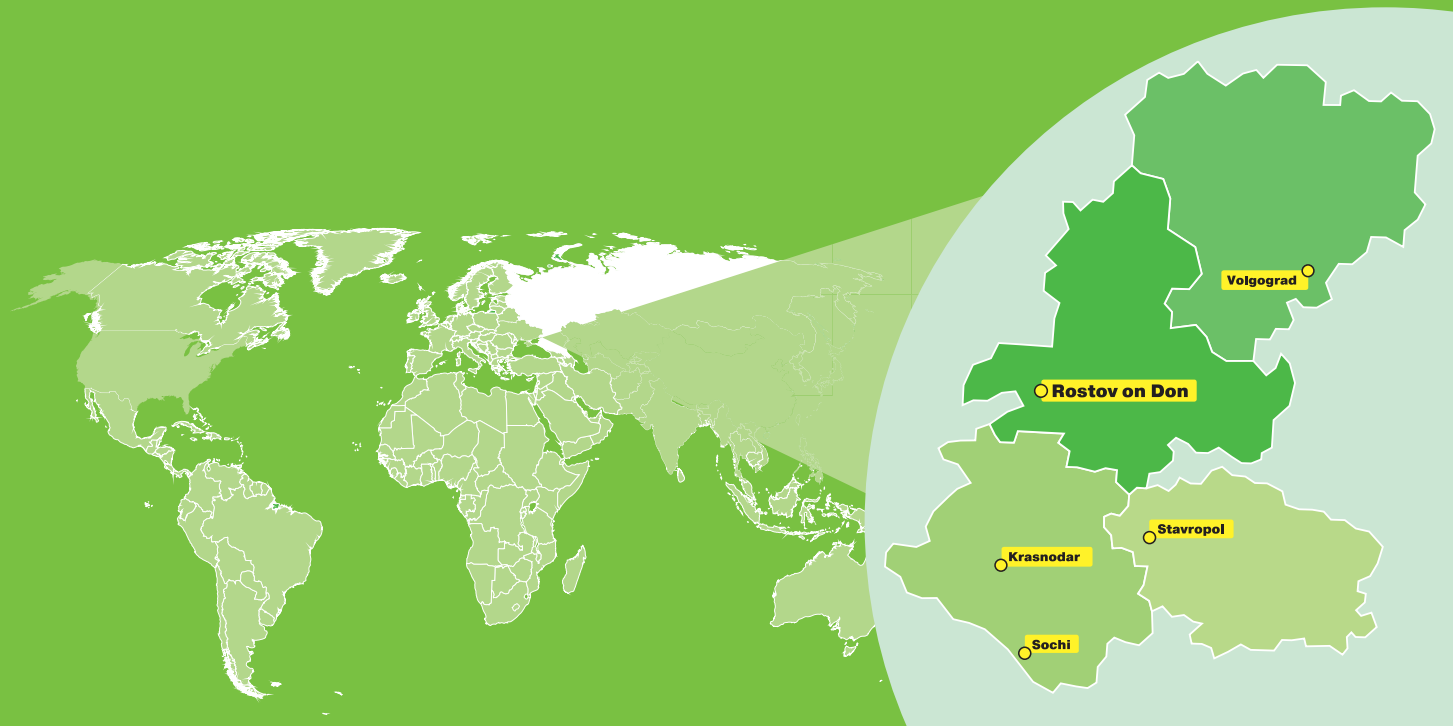 Volgograd
Rostov on Don
Stavropol
Krasnodar
Sochi